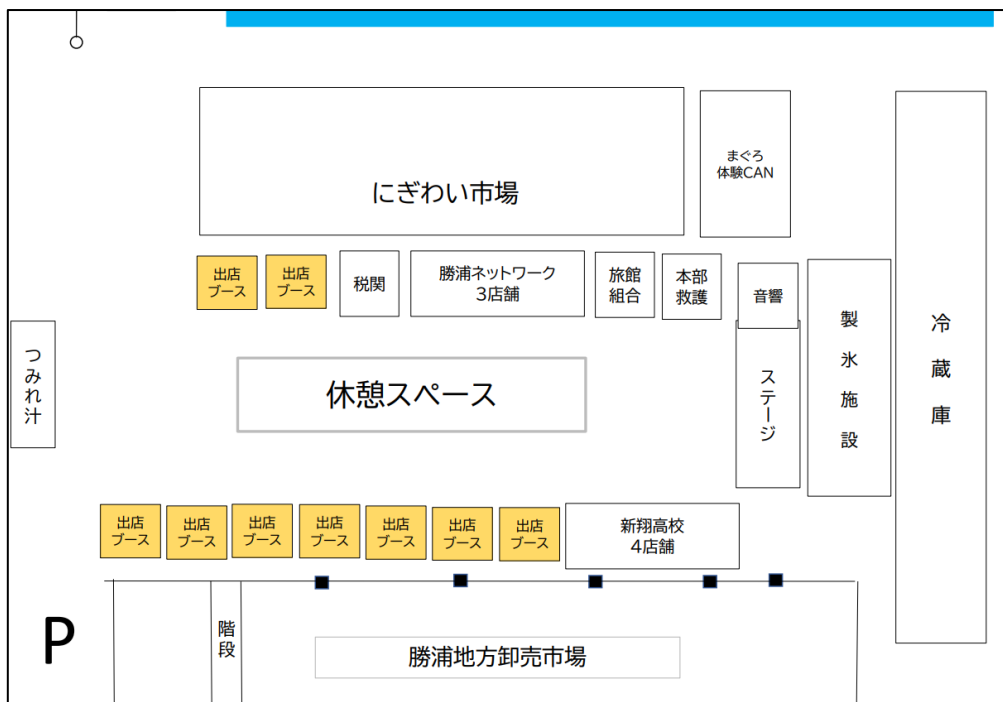 まぐろ
体験CAN
にぎわい市場
出店
ブース
出店
ブース
税関
勝浦ネットワーク
3店舗
旅館
組合
本部
救護
音響
製氷施設
冷蔵庫
つみれ汁
休憩スペース
ステージ
出店
ブース
出店
ブース
出店
ブース
出店
ブース
出店
ブース
出店
ブース
出店
ブース
新翔高校
4店舗
P
階段
勝浦地方卸売市場